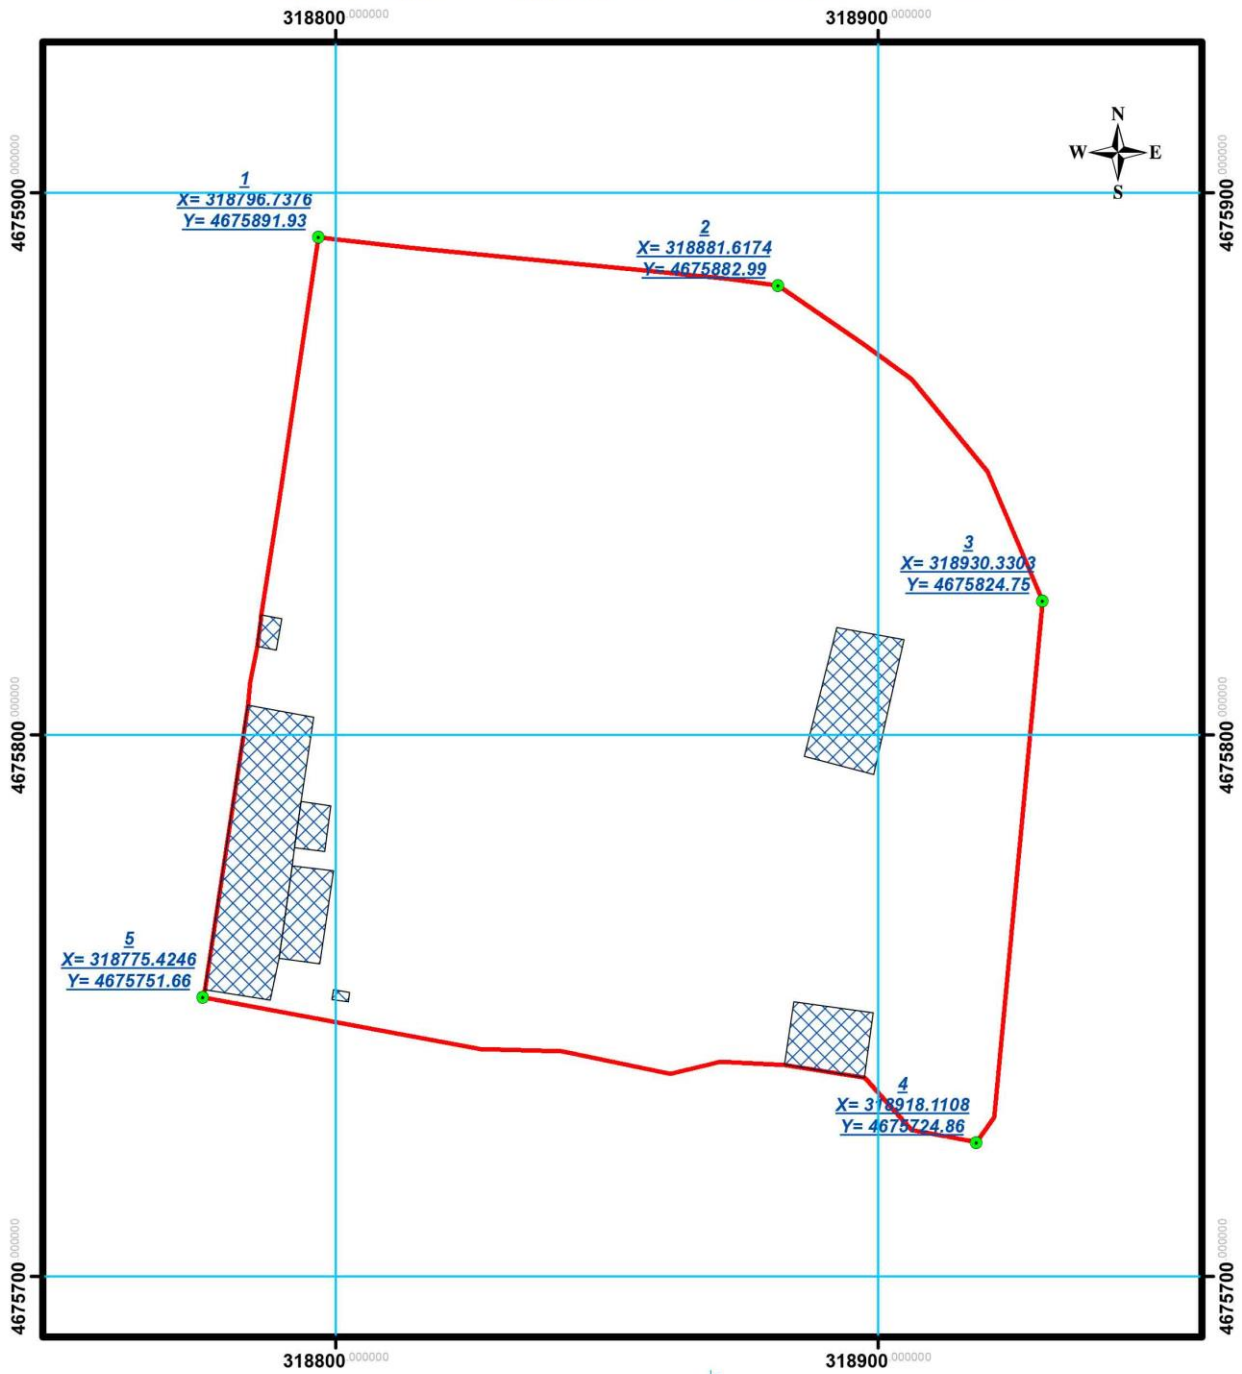 318800.000000 318900.000000
N
W E
S
4675900.000000 4675900.000000
1
X= 318796.7376
Y= 4675891.93
2
X= 318881.6174
Y= 4675882.99
3
X= 318930.3303
Y= 4675824.75
4675800.000000 4675800.000000
5
X= 318775.4246
Y= 4675751.66
4
X= 318918.1108
Y= 4675724.86
4675700.000000 4675700.000000
318800.000000 318900.000000